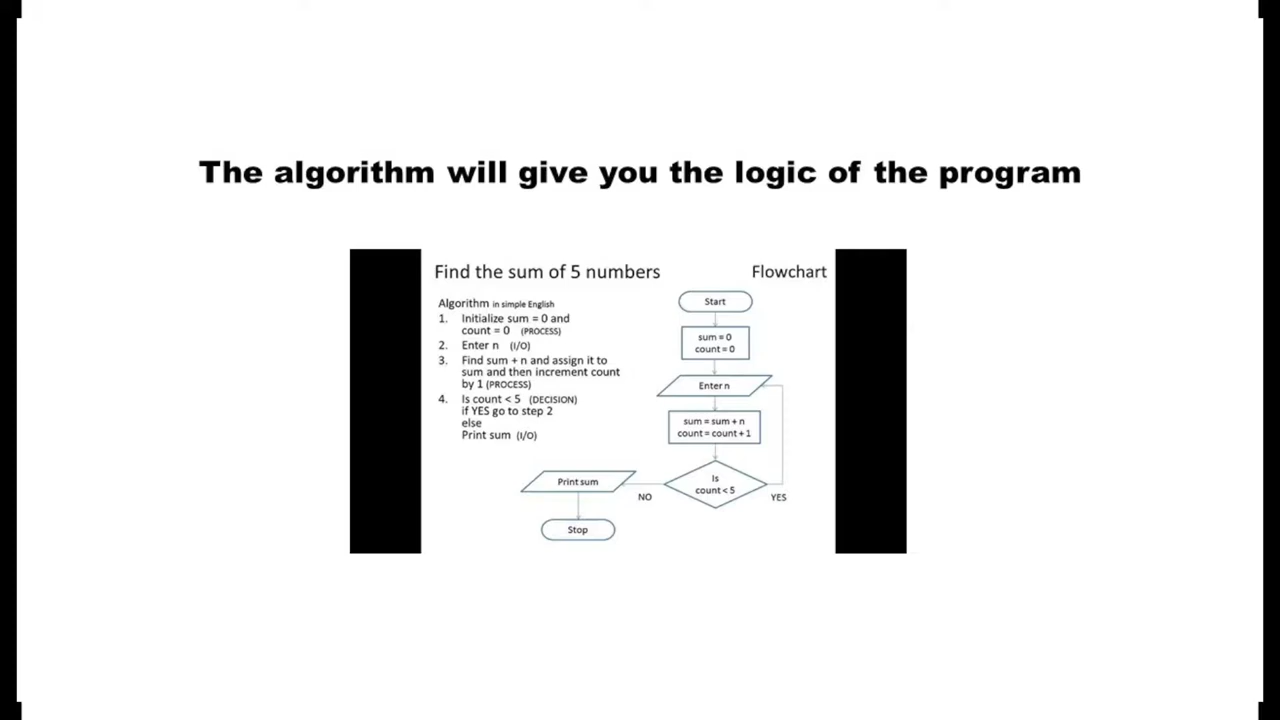 The algorithm will give you the logic of the program
Find the sum of 5 numbers
Flowchart
Algorithm in simple English
1. Initialize sum = 0 and
count = 0 (PROCESS)
2. Enter n (I/O)
3. Find sum + n and assign it to
sum and then increment count
by 1 (PROCESS)
4. Is count < 5 (DECISION)
if YES go to step 2
else
Print sum (I/O)
Start
sum = 0
count = 0
Enter n
sum = sum + n
count = count + 1
Is
count < 5
YES
NO
Print sum
Stop